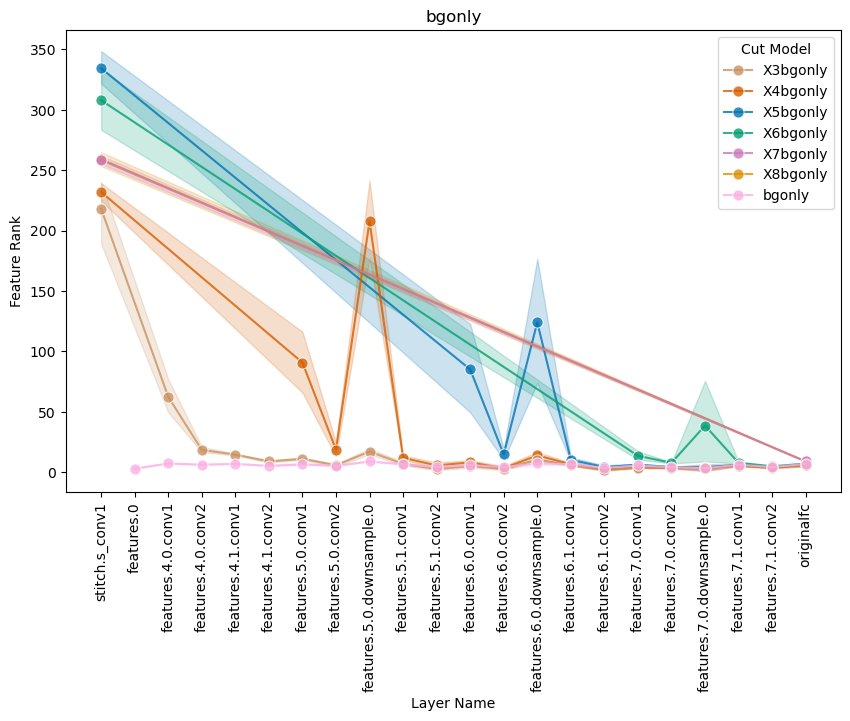 bgonly
Feature Rank
350
300
250
200
150
100
50
0
Cut Model
X3bgonly
X4bgonly
X5bgonly
X6bgonly
X7bgonly
X8bgonly
bgonly
stitch.s_conv1
features.0
features.4.0.conv1
features.4.0.conv2
features.4.1.conv1
features.4.1.conv2
features.5.0.conv1
features.5.0.conv2
features.5.0.downsample.0
features.5.1.conv1
features.5.1.conv2
features.6.0.conv1
features.6.0.conv2
features.6.0.downsample.0
features.6.1.conv1
features.6.1.conv2
features.7.0.conv1
features.7.0.conv2
features.7.0.downsample.0
features.7.1.conv1
features.7.1.conv2
originalfc
Layer Name